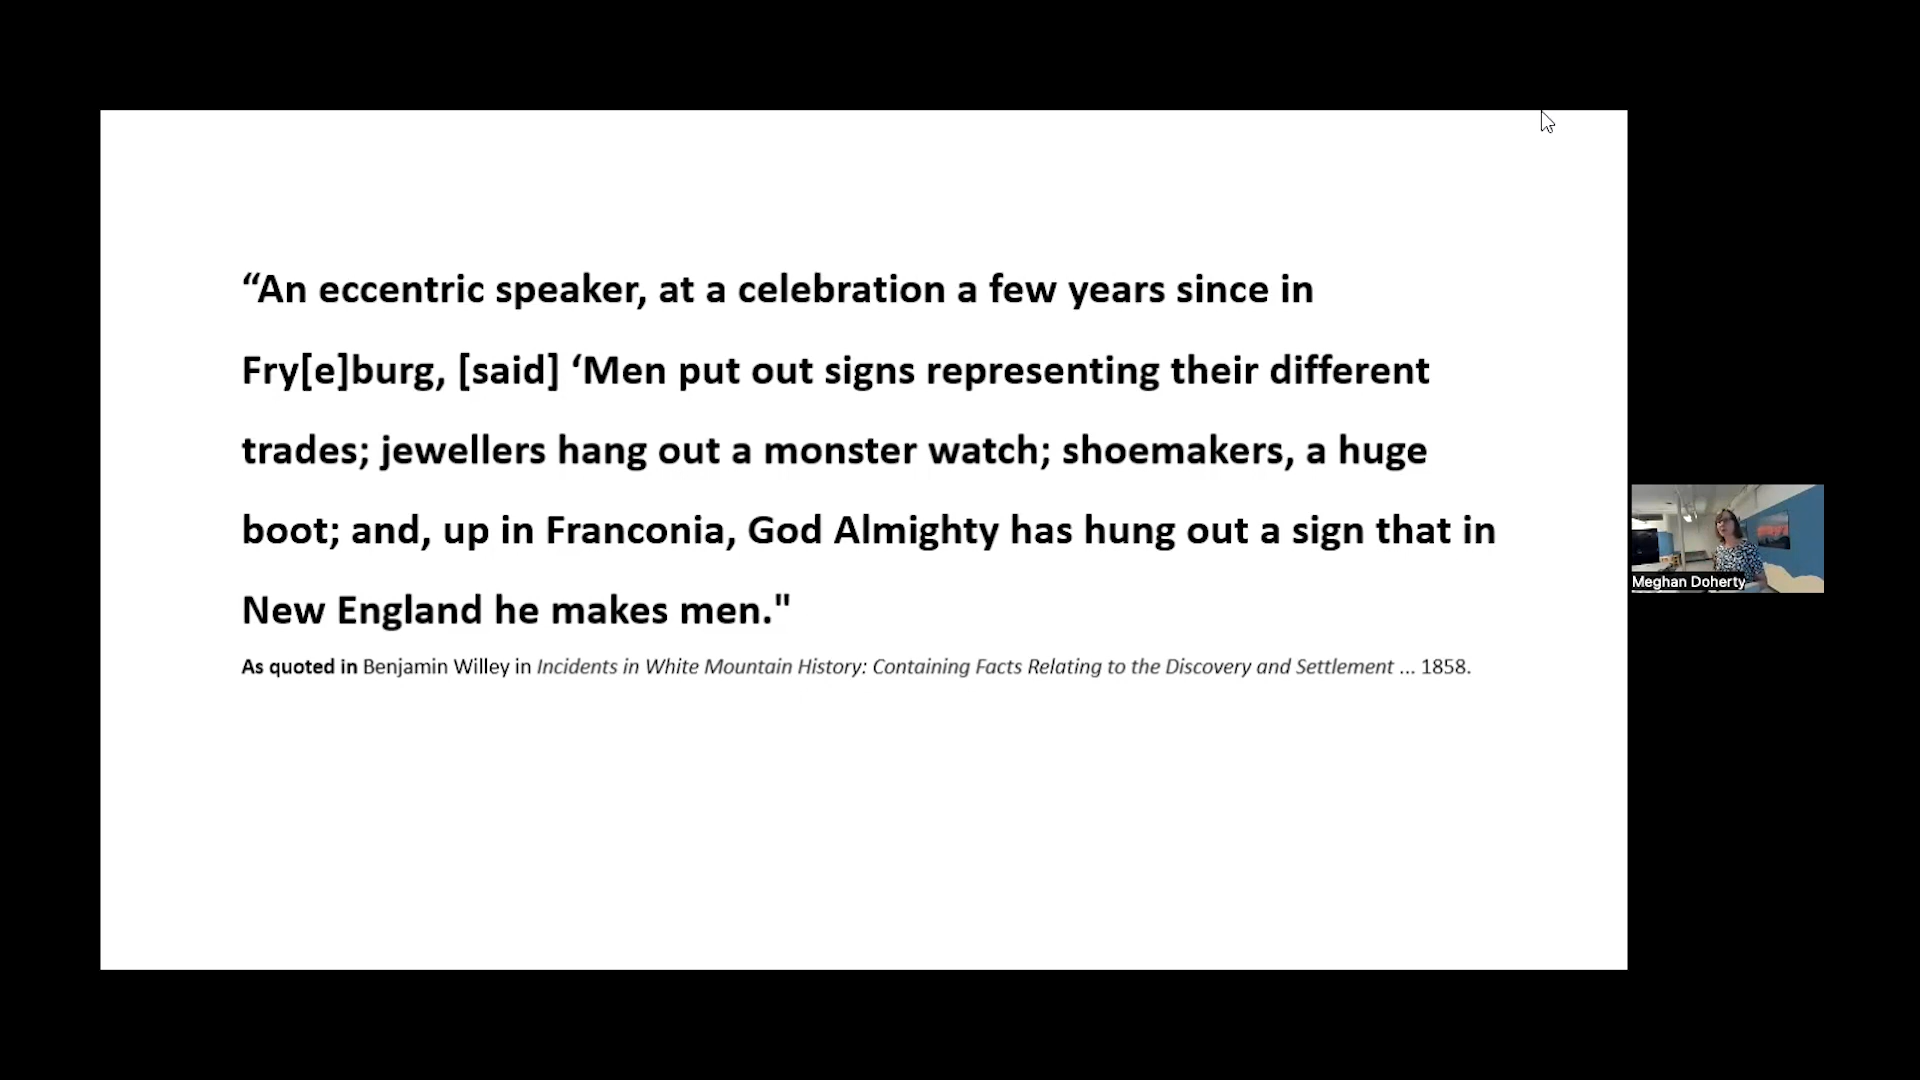 “An eccentric speaker, at a celebration a few years since in
Fry[e]burg, [said] ‘Men put out signs representing their different
trades; jewellers hang out a monster watch; shoemakers, a huge
boot; and, up in Franconia, God Almighty has hung out a sign that in
New England he makes men."
As quoted in Benjamin Willey in Incidents in White Mountain History: Containing Facts Relating to the Discovery and Settlement ... 1858.
Meghan Doherty